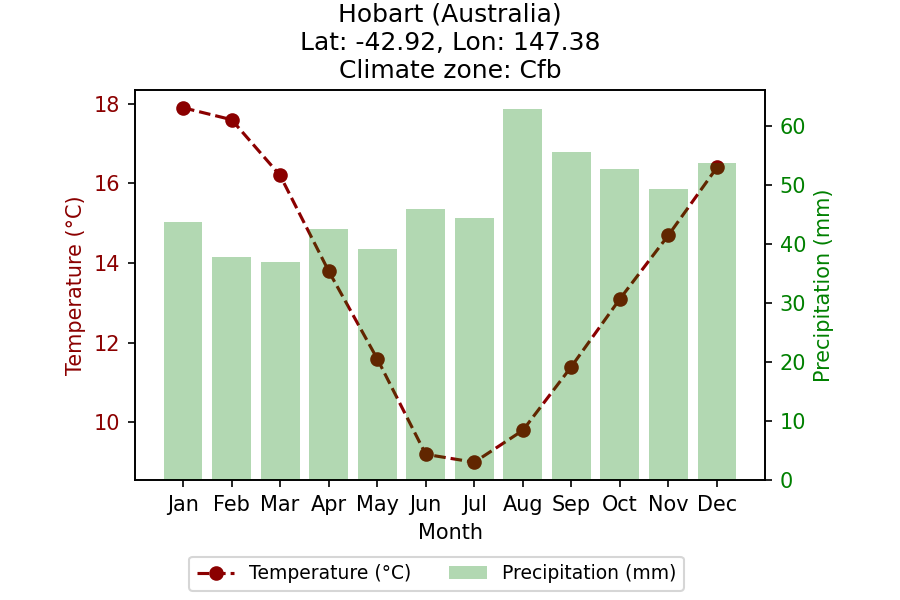 Hobart (Australia)
Lat: -42.92, Lon: 147.38
Climate zone: Cfb
Temperature (°C)
18
16
14
12
10
60
50
40
30
20
10
0
Precipitation (mm)
Jan Feb Mar Apr May Jun Jul Aug Sep Oct Nov Dec
Month
Temperature (°C) Precipitation (mm)